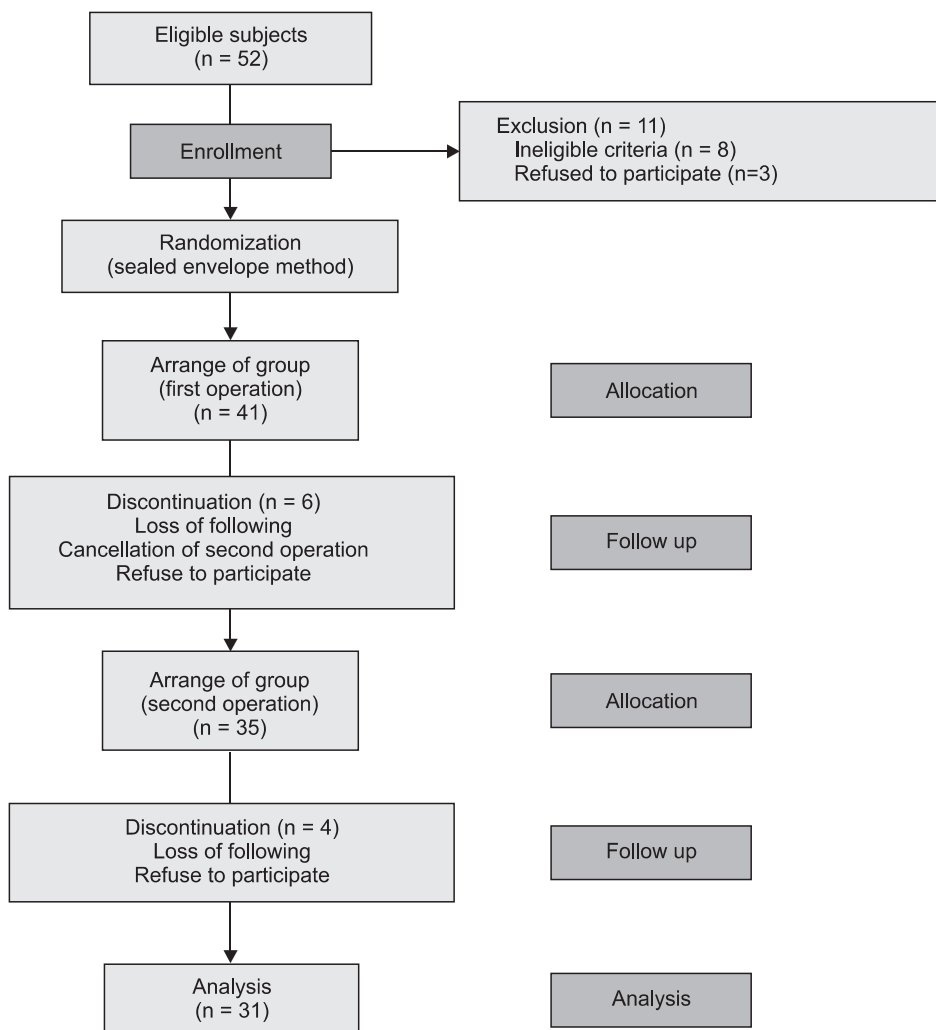 Eligible subjects
(n = 52)
Enrollment
Exclusion (n = 11)
Ineligible criteria (n = 8)
Refused to participate (n=3)
Randomization
(sealed envelope method)
Arrange of group
(first operation)
(n = 41)
Allocation
Discontinuation (n = 6)
Loss of following
Cancellation of second operation
Refuse to participate
Follow up
Arrange of group
(second operation)
(n = 35)
Allocation
Discontinuation (n = 4)
Loss of following
Refuse to participate
Follow up
Analysis
(n = 31)
Analysis